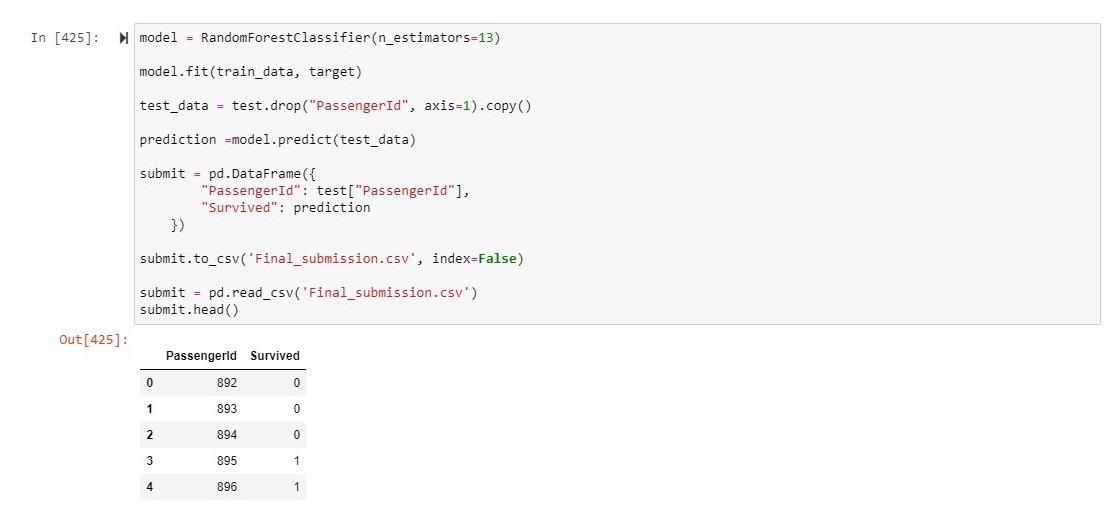 In [425]:
model = RandomForestClassifier(n_estimators=13)
model.fit(train_data, target)
test_data = test.drop("PassengerId", axis=1).copy()
prediction =model.predict(test_data)
submit = pd.DataFrame({
        "PassengerId": test["PassengerId"],
        "Survived": prediction
    })
submit.to_csv('Final_submission.csv', index=False)
submit = pd.read_csv('Final_submission.csv')
submit.head()
Out[425]:
PassengerId Survived
0 892 0
1 893 0
2 894 0
3 895 1
4 896 1